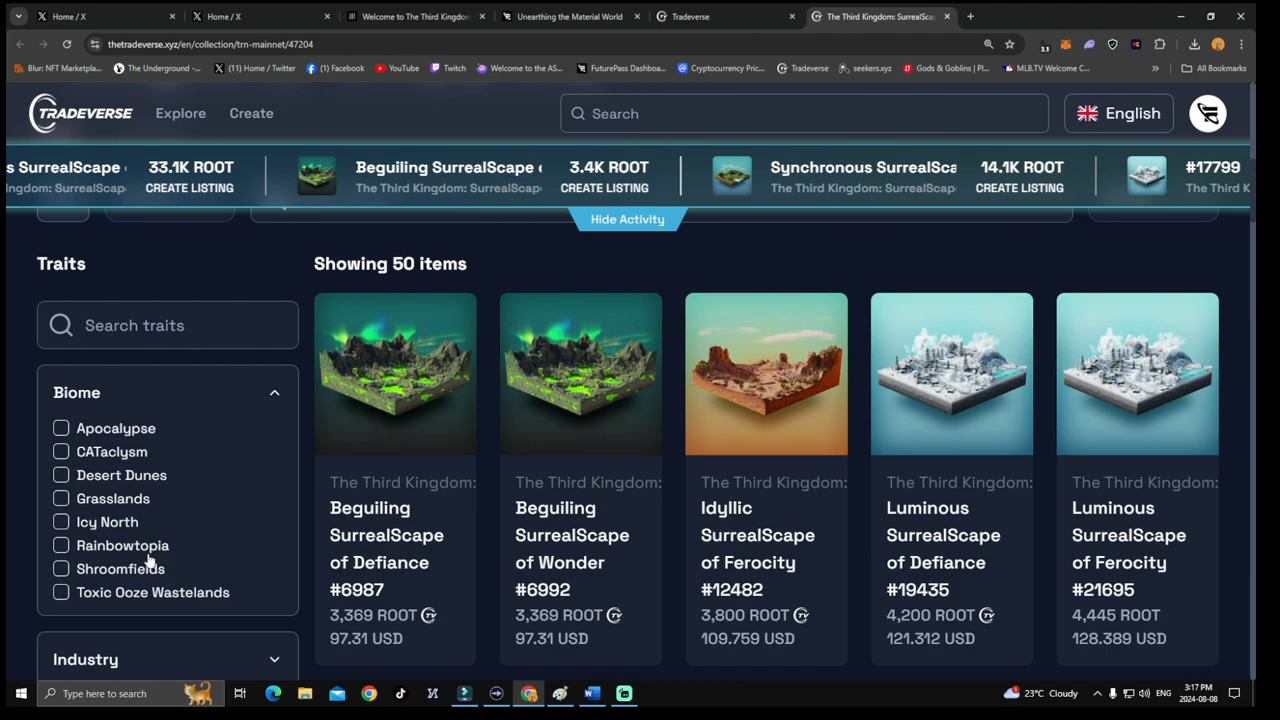 Home / X
Home / X
Welcome to The Third Kingdom
Unearthing the Material World
Tradeverse
The Third Kingdom: SurrealSca
thetradeverse.xyz/en/collection/trn-mainnet/47204
3.1
Blur: NFT Marketpla...
The Underground -...
(11) Home / Twitter
Facebook
YouTube
Twitch
Welcome to the AS...
FuturePass Dashboa...
Cryptocurrency Pric...
Tradeverse
seekers.xyz
Gods & Goblins | Pl...
MLB.TV Welcome C...
All Bookmarks
TRADEVERSE
Explore
Create
Search
English
s SurrealScape
33.1K ROOT
ingdom: SurrealScap
CREATE LISTING
Beguiling SurrealScape
3.4K ROOT
The Third Kingdom: SurrealScap
CREATE LISTING
Synchronous SurrealSca
14.1K ROOT
The Third Kingdom: SurrealScap
CREATE LISTING
#17799
The Third K
Hide Activity
Traits
Showing 50 items
Search traits
Biome
Apocalypse
CATaclysm
Desert Dunes
Grasslands
Icy North
Rainbowtopia
Shroomfields
Toxic Ooze Wastelands
Industry
The Third Kingdom:
Beguiling
SurrealScape
of Defiance
#6987
3,369 ROOT
97.31 USD
The Third Kingdom:
Beguiling
SurrealScape
of Wonder
#6992
3,369 ROOT
97.31 USD
The Third Kingdom:
Idyllic
SurrealScape
of Ferocity
#12482
3,800 ROOT
109.759 USD
The Third Kingdom:
Luminous
SurrealScape
of Defiance
#19435
4,200 ROOT
121.312 USD
The Third Kingdom:
Luminous
SurrealScape
of Ferocity
#21695
4,445 ROOT
128.389 USD
Type here to search
23°C Cloudy
ENG
3:17 PM
2024-08-08